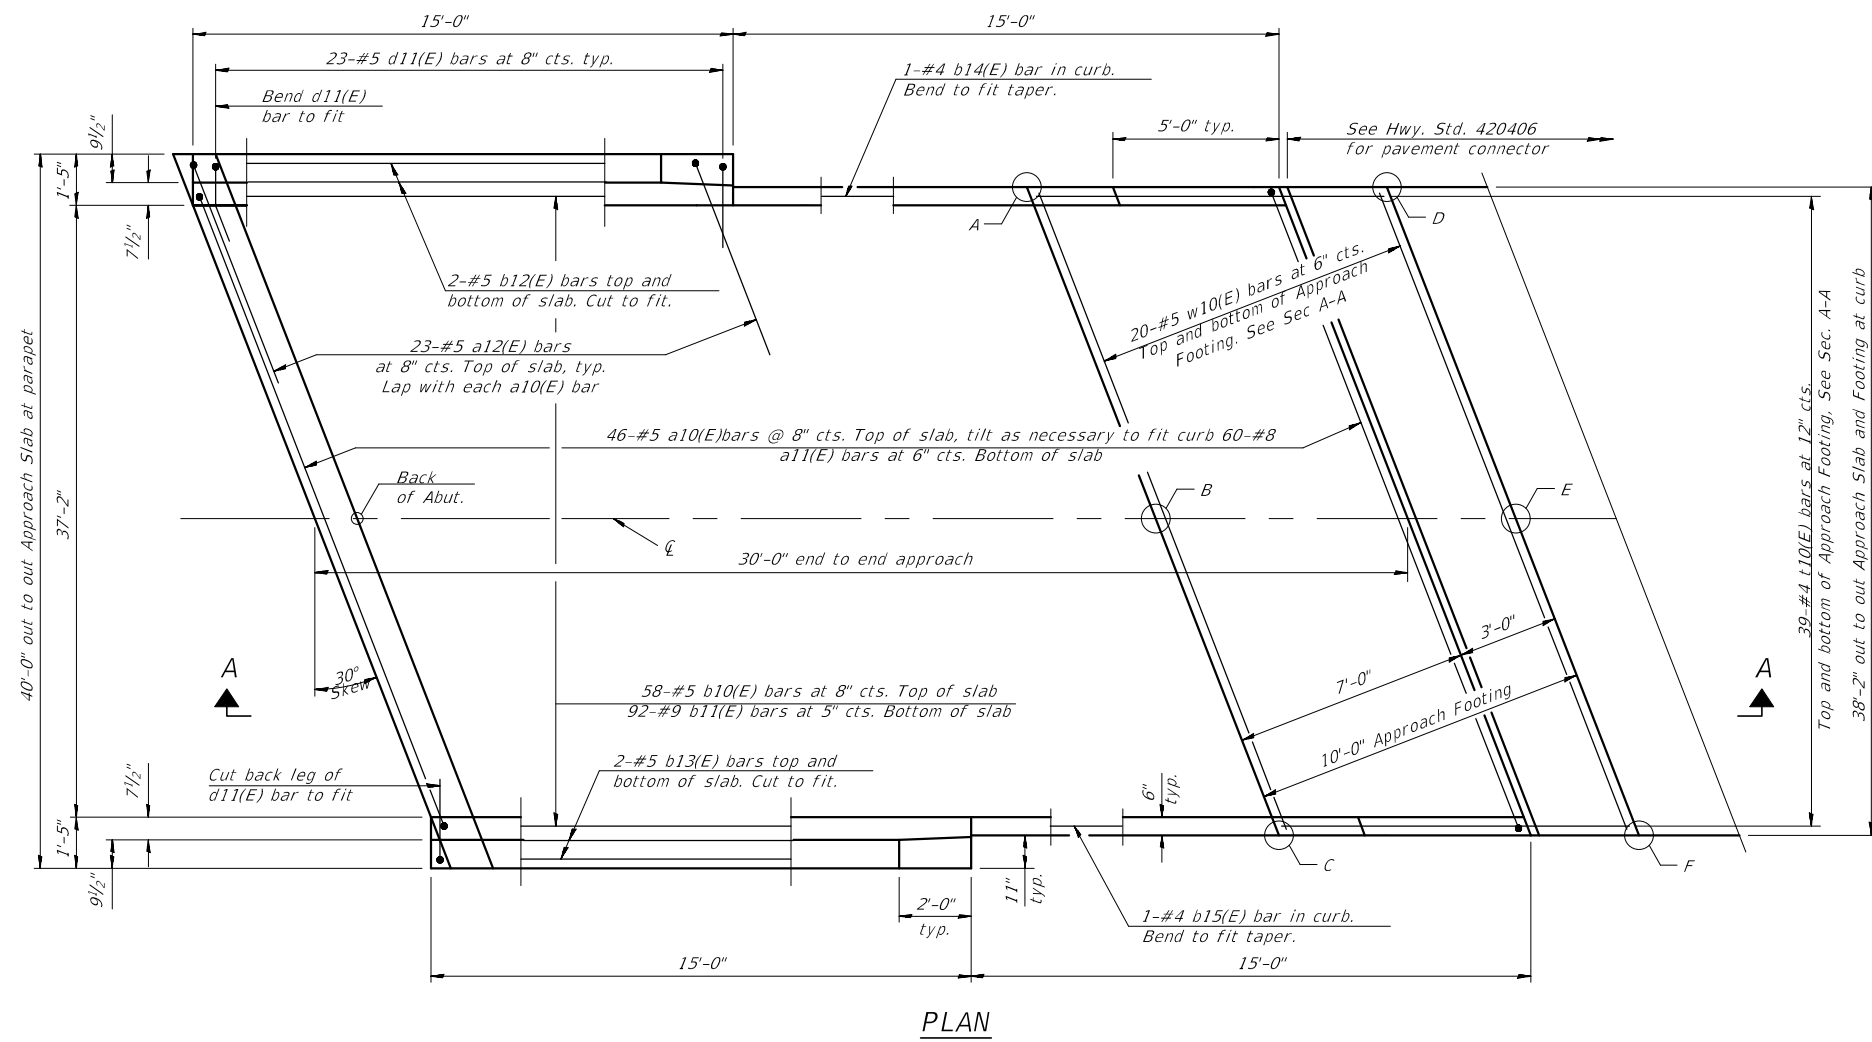 15'-0"
15'-0"
23-#5 d11(E) bars at 8" cts. typ.
1-#4 b14(E) bar in curb.
Bend to fit taper.
Bend d11(E)
bar to fit
5'-0" typ.
See Hwy. Std. 420406
for pavement connector
9½"
1'-5"
7½"
A
D
20-#5 w10(E) bars at 6" cts.
Top and bottom of Approach
Footing. See Sec A-A
2-#5 b12(E) bars top and
bottom of slab. Cut to fit.
23-#5 a12(E) bars
at 8" cts. Top of slab, typ.
Lap with each a10(E) bar
46-#5 a10(E)bars @ 8" cts. Top of slab, tilt as necessary to fit curb 60-#8
a11(E) bars at 6" cts. Bottom of slab
40'-0" out to out Approach Slab at parapet
37'-2"
Back
of Abut.
B
E
℄
30'-0" end to end approach
39-#4 t10(E) bars at 12" cts.
Top and bottom of Approach Footing, See Sec. A-A
38'-2" out to out Approach Slab and Footing at curb
3'-0"
7'-0"
10'-0" Approach Footing
A
30°
Skew
A
58-#5 b10(E) bars at 8" cts. Top of slab
92-#9 b11(E) bars at 5" cts. Bottom of slab
2-#5 b13(E) bars top and
bottom of slab. Cut to fit.
Cut back leg of
d11(E) bar to fit
7½"
1'-5"
9½"
6"
typ.
C
F
11"
typ.
2'-0"
typ.
1-#4 b15(E) bar in curb.
Bend to fit taper.
15'-0"
15'-0"
PLAN